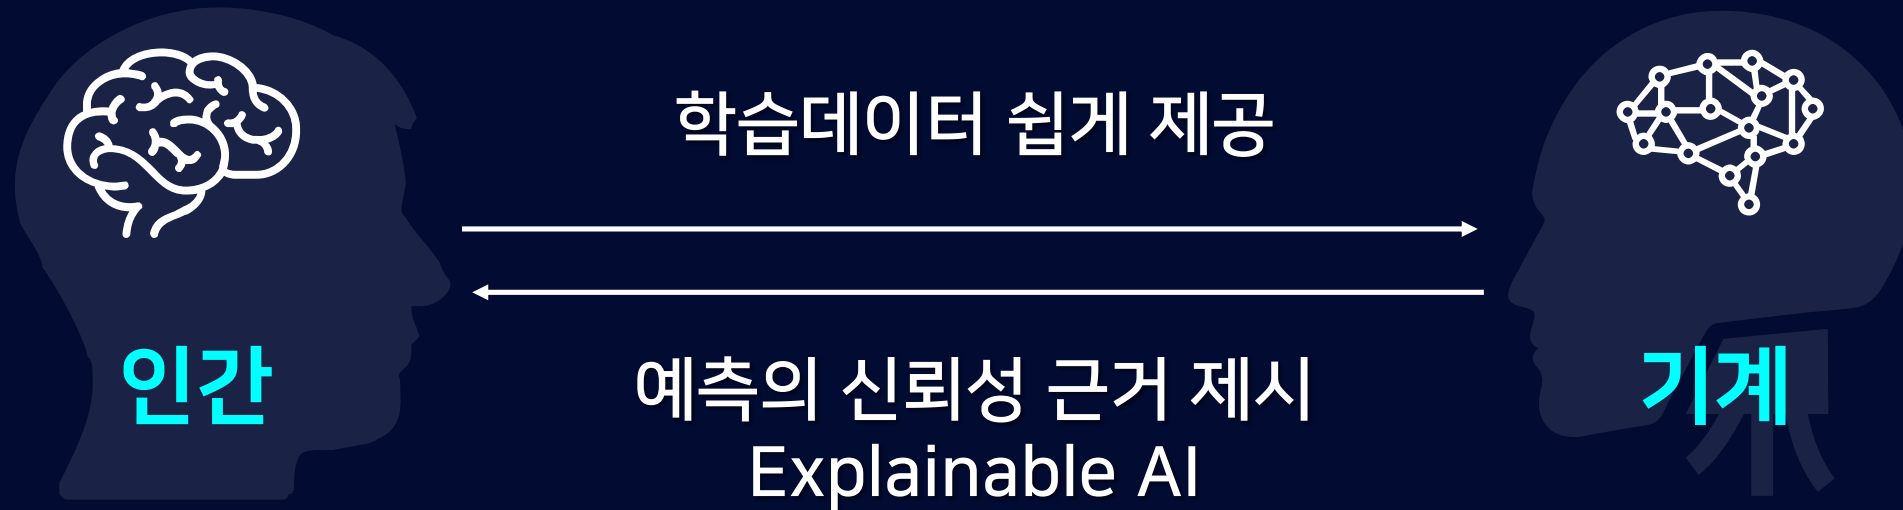 학습데이터 쉽게 제공
인간
기계
예측의 신뢰성 근거 제시
Explainable AI